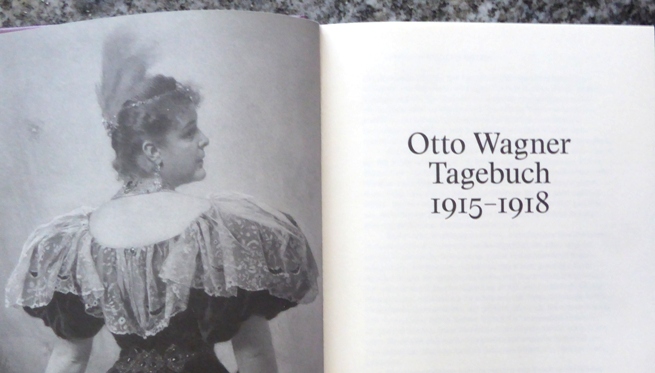 Otto Wagner
Tagebuch
1915–1918